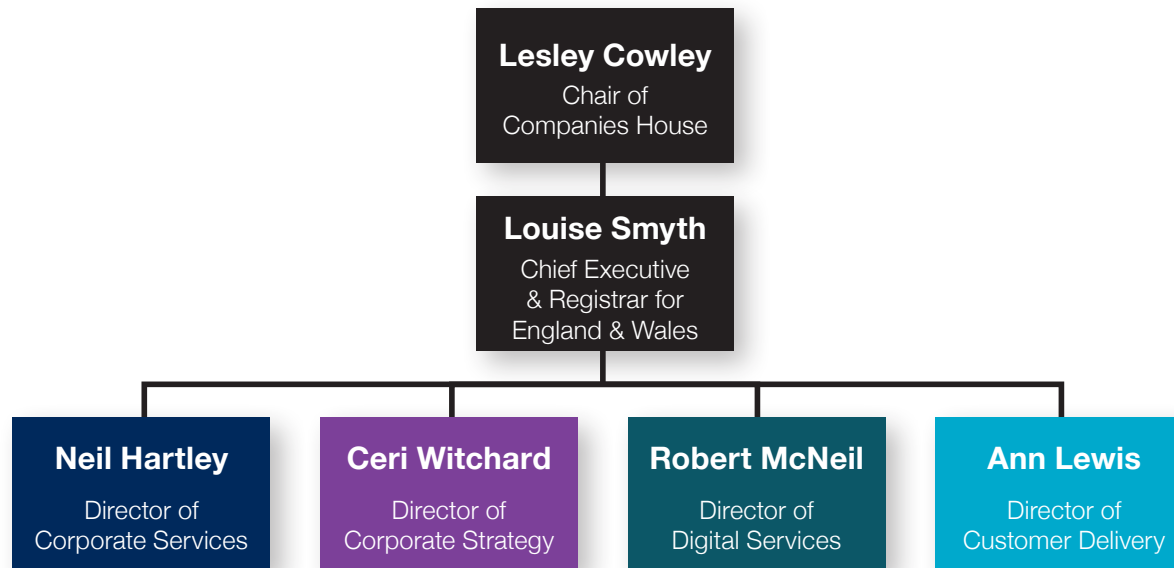 Lesley Cowley
Chair of
Companies House
Louise Smyth
Chief Executive
& Registrar for
England & Wales
Neil Hartley
Director of
Corporate Services
Ceri Witchard
Director of
Corporate Strategy
Robert McNeil
Director of
Digital Services
Ann Lewis
Director of
Customer Delivery